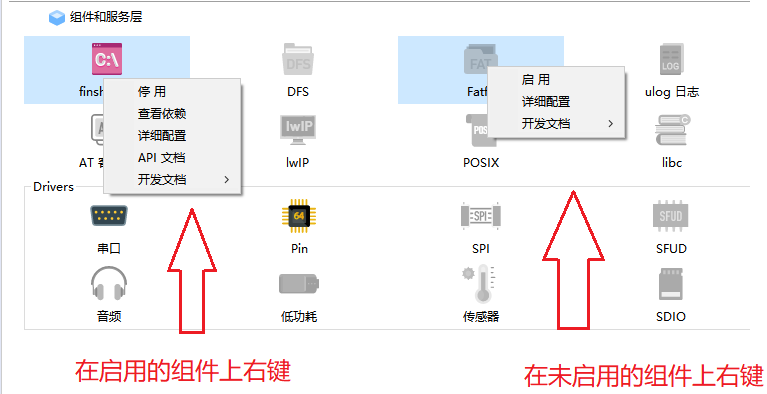 组件和服务层
C:\
finsh
DFS
DFS
FAT
Fatf
LOG
ulog 日志
停 用
查看依赖
详细配置
API 文档
开发文档
启 用
详细配置
开发文档
AT 客
lwIP
lwIP
POS
POSIX
libc
Drivers
串口
64
Pin
SPI
SPI
SFUD
SFUD
音频
低功耗
传感器
SDIO
在启用的组件上右键
在未启用的组件上右键